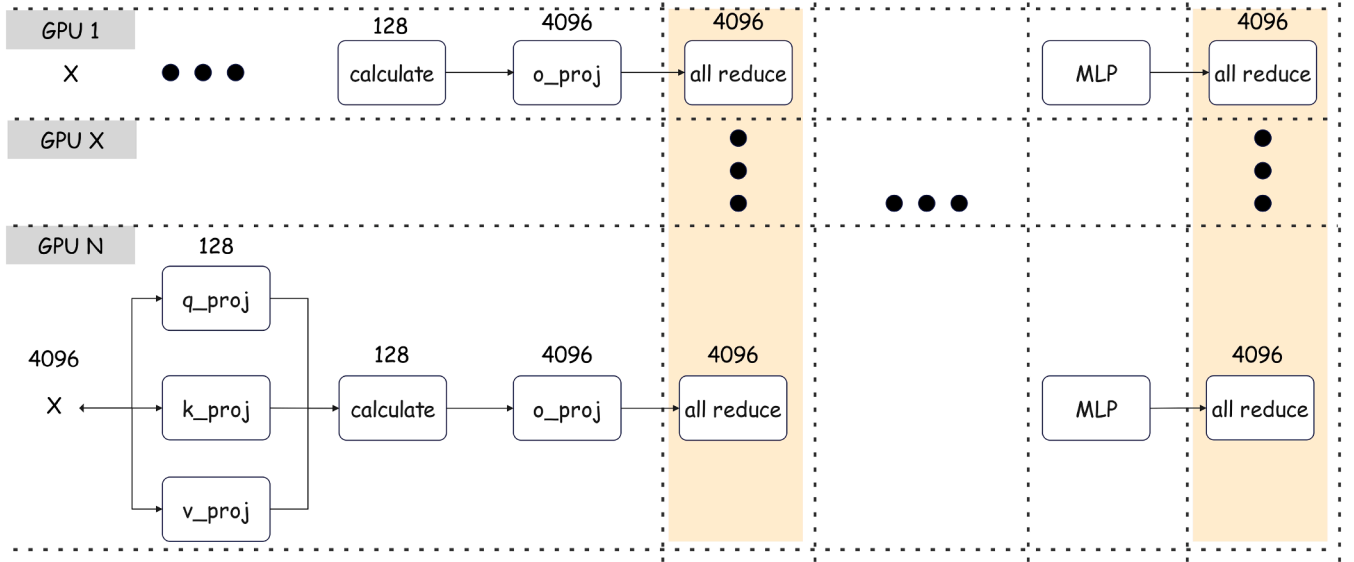 GPU 1
128
4096
4096
4096
X
calculate
o_proj
all reduce
MLP
all reduce
GPU X
GPU N
128
q_proj
4096
128
4096
4096
4096
X
k_proj
calculate
o_proj
all reduce
MLP
all reduce
v_proj